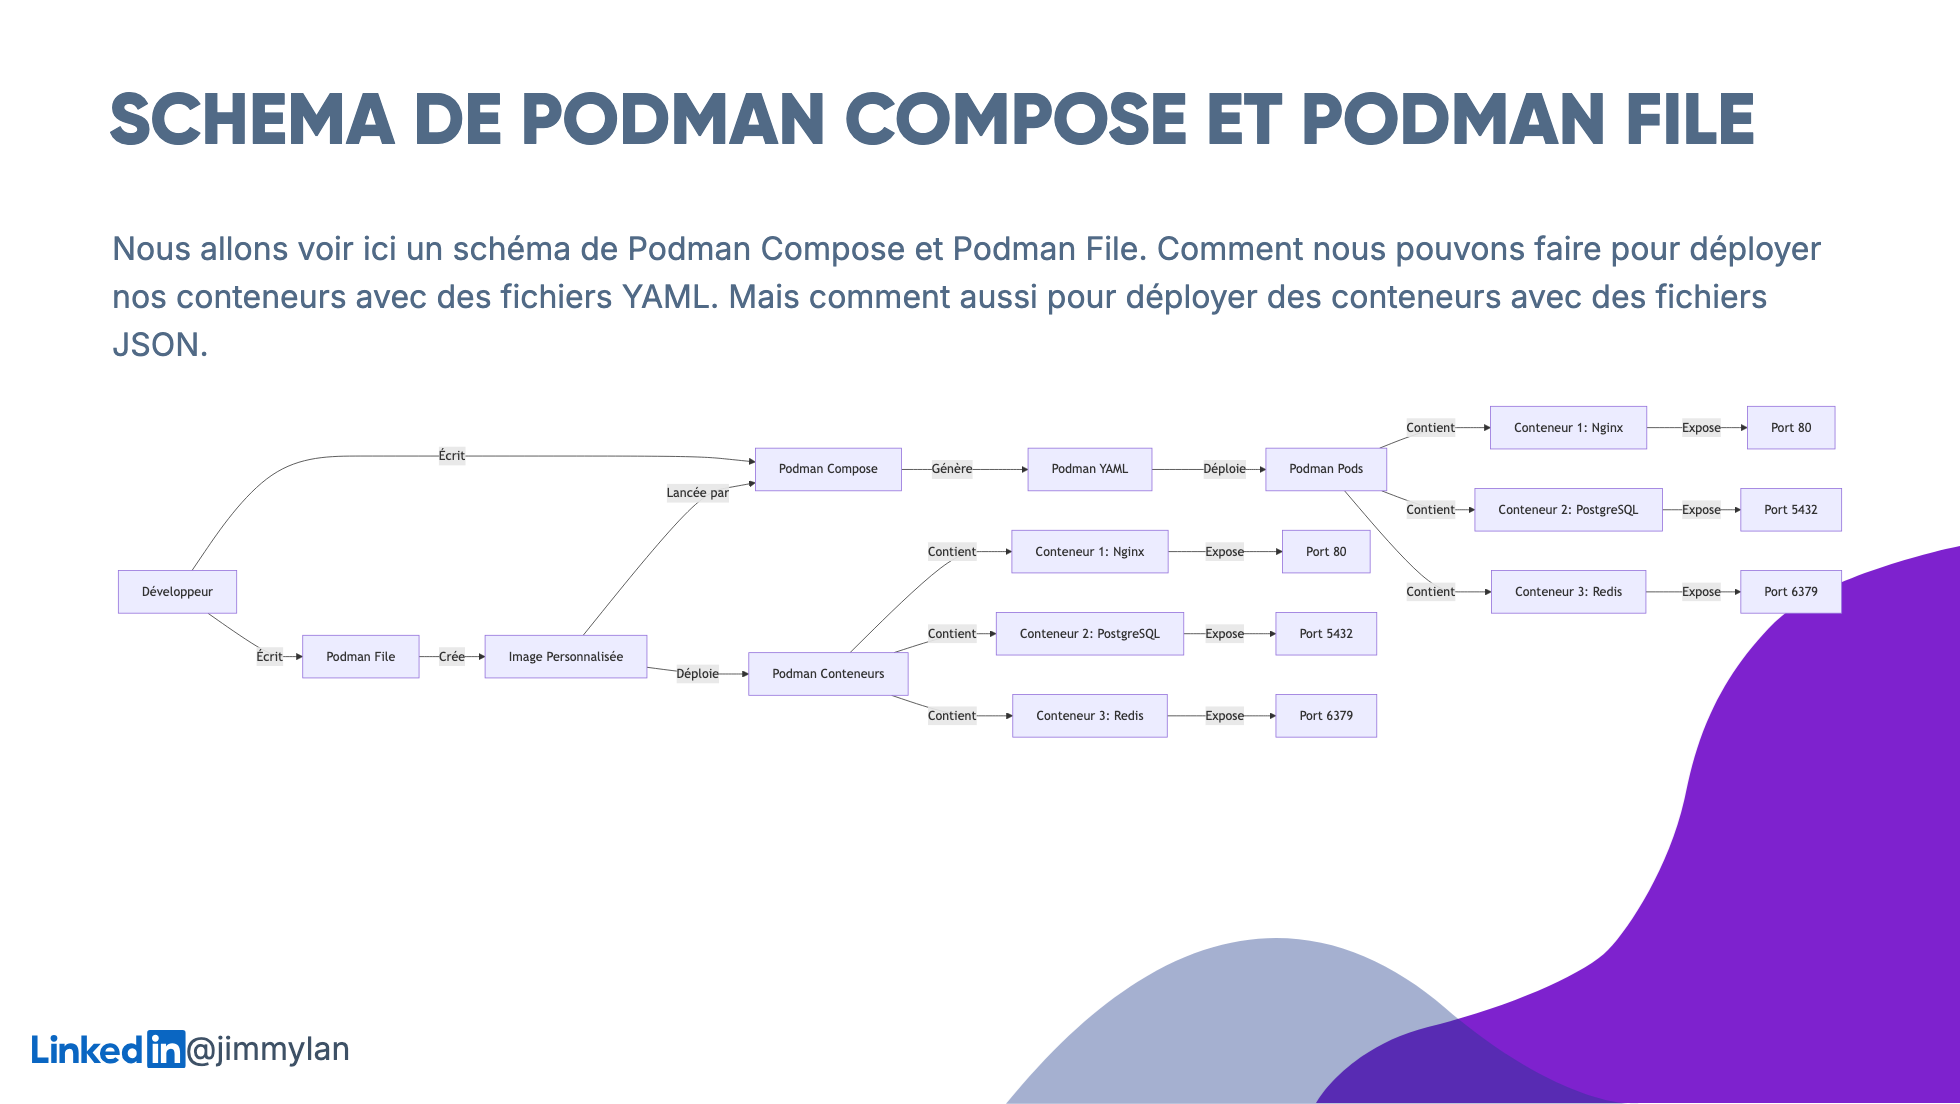 SCHEMA DE PODMAN COMPOSE ET PODMAN FILE
Nous allons voir ici un schéma de Podman Compose et Podman File. Comment nous pouvons faire pour déployer
nos conteneurs avec des fichiers YAML. Mais comment aussi pour déployer des conteneurs avec des fichiers
JSON.
Contient
Conteneur 1: Nginx
Expose
Port 80
Écrit
Podman Compose
Génère
Podman YAML
Déploie
Podman Pods
Lancée par
Contient
Conteneur 2: PostgreSQL
Expose
Port 5432
Contient
Conteneur 1: Nginx
Expose
Port 80
Développeur
Contient
Conteneur 3: Redis
Expose
Port 6379
Contient
Conteneur 2: PostgreSQL
Expose
Port 5432
Écrit
Podman File
Crée
Image Personnalisée
Déploie
Podman Conteneurs
Contient
Conteneur 3: Redis
Expose
Port 6379
Linkedin@jimmylan